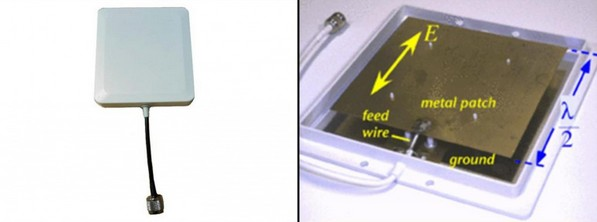 E
metal patch
feed
wire
ground
λ
2